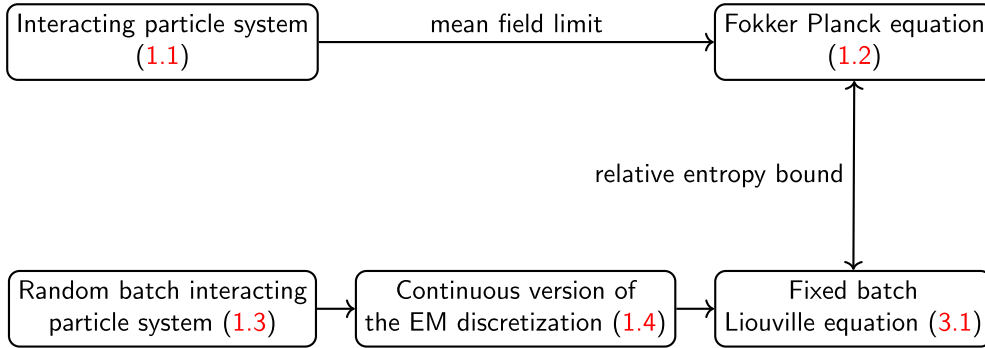 Interacting particle system
(1.1)
mean field limit
Fokker Planck equation
(1.2)
relative entropy bound
Random batch interacting
particle system (1.3)
Continuous version of
the EM discretization (1.4)
Fixed batch
Liouville equation (3.1)